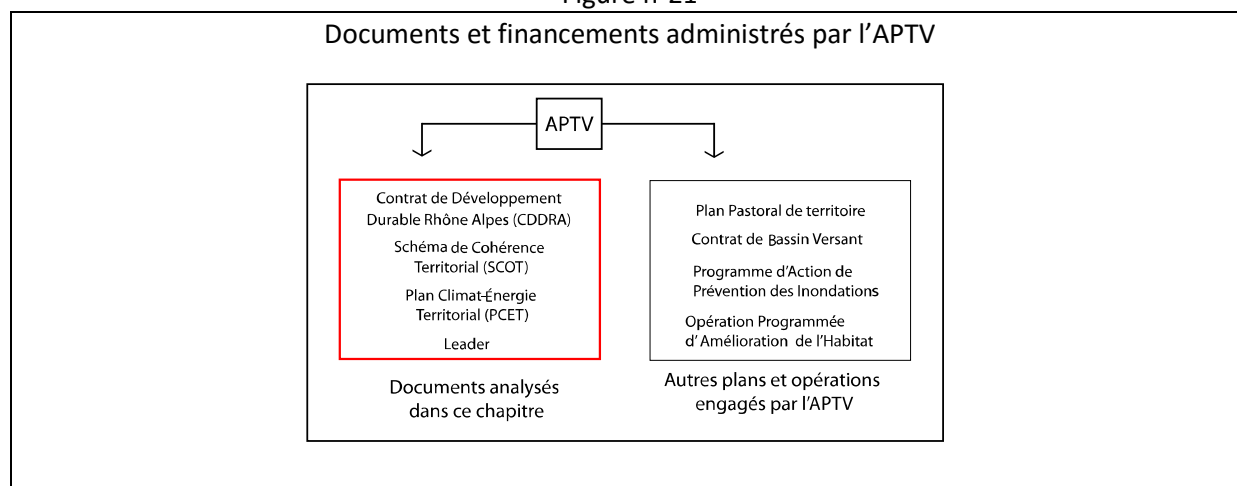 Figure n°21
Documents et financements administrés par l'APTV
APTV
Contrat de Développement
Durable Rhône Alpes (CDDRA)
Schéma de Cohérence
Territorial (SCOT)
Plan Climat-Énergie
Territorial (PCET)
Leader
Documents analysés
dans ce chapitre
Plan Pastoral de territoire
Contrat de Bassin Versant
Programme d'Action de
Prévention des Inondations
Opération Programmée
d'Amélioration de l'Habitat
Autres plans et opérations
engagés par l'APTV